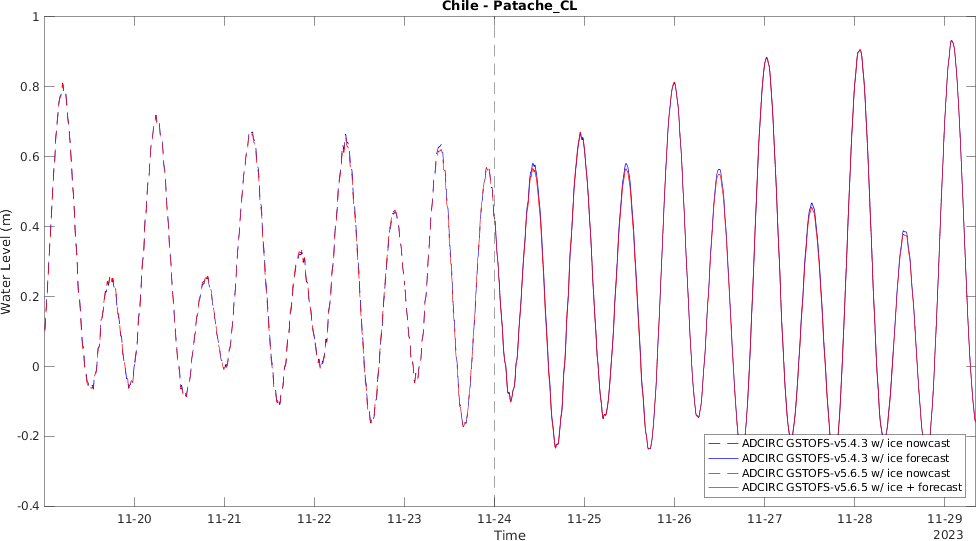 Chile - Patache_CL
1
0.8
0.6
0.4
0.2
0
-0.2
-0.4
Water Level (m)
ADCIRC GSTOFS-v5.4.3 w/ ice nowcast
ADCIRC GSTOFS-v5.4.3 w/ ice forecast
ADCIRC GSTOFS-v5.6.5 w/ ice nowcast
ADCIRC GSTOFS-v5.6.5 w/ ice + forecast
11-20 11-21 11-22 11-23 11-24 11-25 11-26 11-27 11-28 11-29
Time 2023